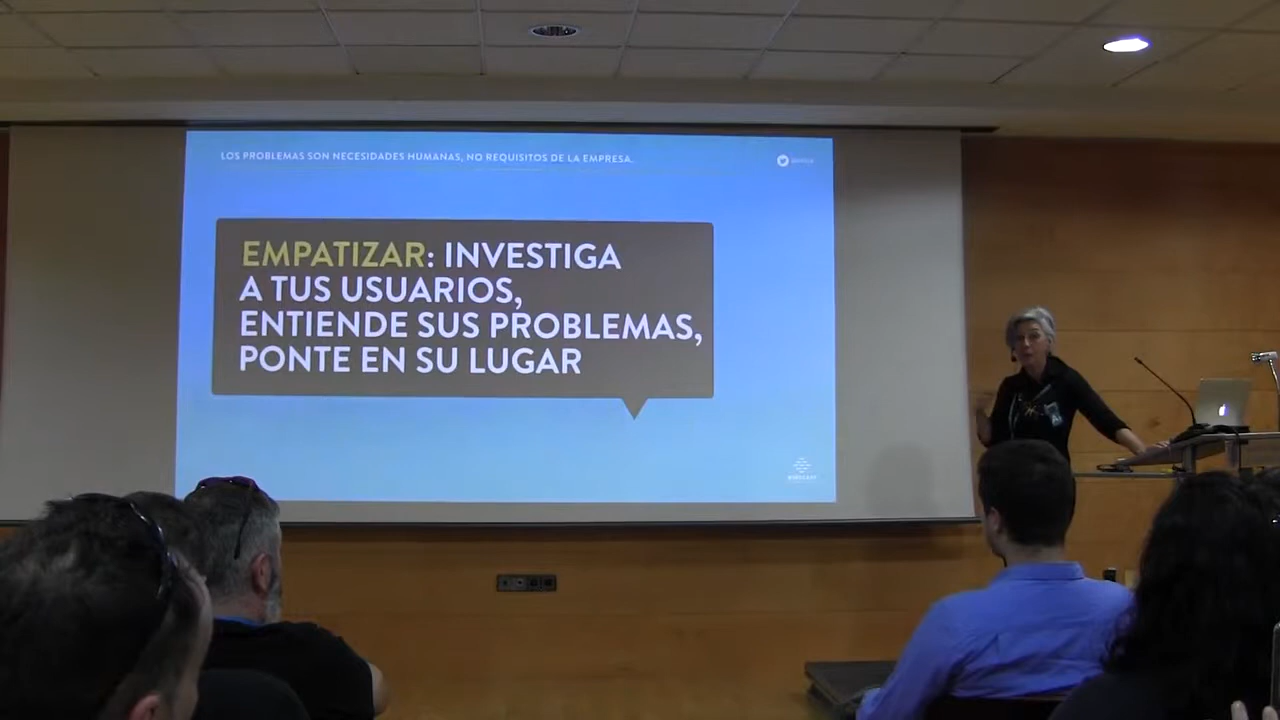 LOS PROBLEMAS SON NECESIDADES HUMANAS, NO REQUISITOS DE LA EMPRESA.
EMPATIZAR: INVESTIGA
A TUS USUARIOS,
ENTIENDE SUS PROBLEMAS,
PONTE EN SU LUGAR